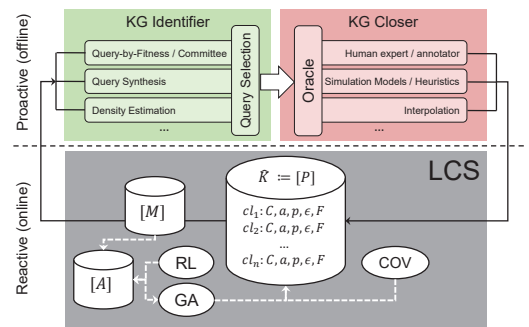 KG Identifier
KG Closer
Proactive (offline)
Query-by-Fitness / Committee
Query Synthesis
Density Estimation
...
Query Selection
Oracle
Human expert / annotator
Simulation Models / Heuristics
Interpolation
...
Reactive (online)
LCS
K̂ ≔ [P]
cl₁: C, a, p, ϵ, F
cl₂: C, a, p, ϵ, F
...
clₙ: C, a, p, ϵ, F
[M]
[A]
RL
GA
COV